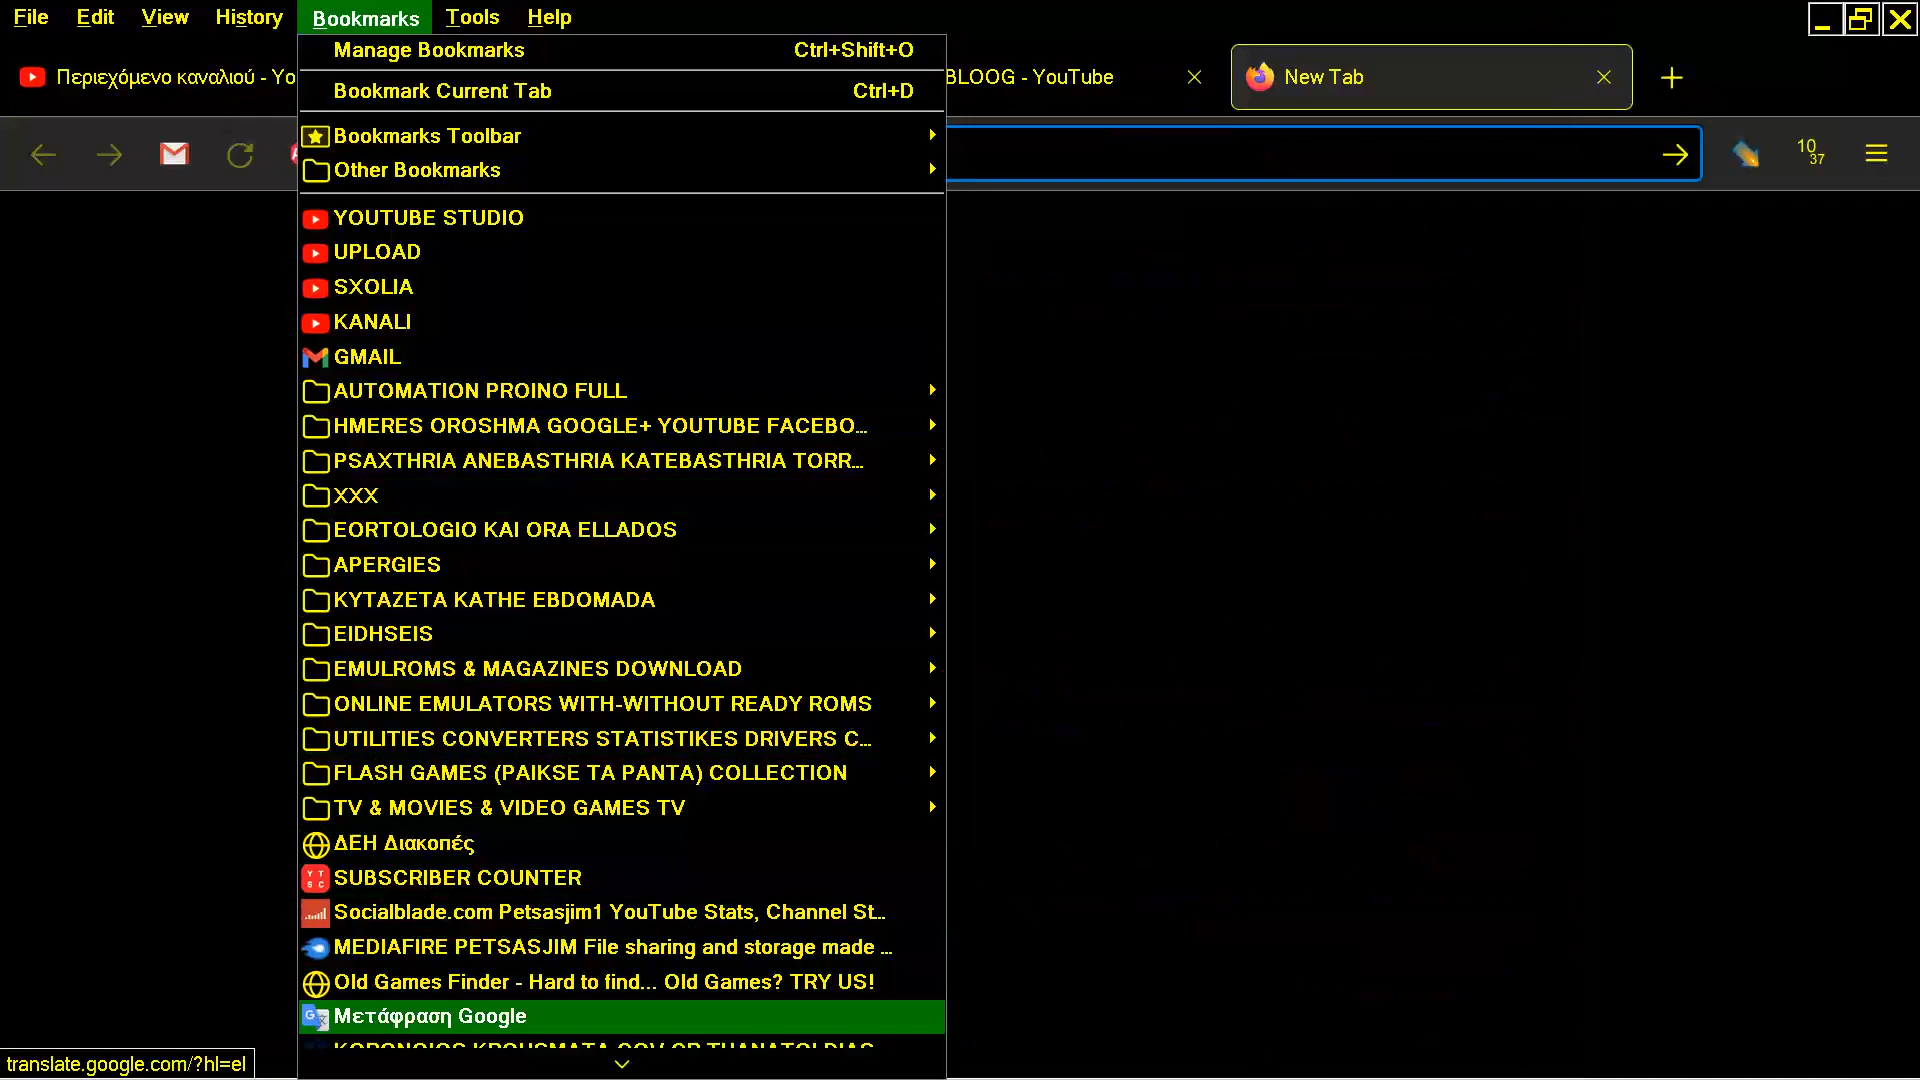 File Edit View History Bookmarks Tools Help
Περιεχόμενο καναλιού - Yo
BLOOG - YouTube
New Tab
10 37
Manage Bookmarks Ctrl+Shift+O
Bookmark Current Tab Ctrl+D
Bookmarks Toolbar
Other Bookmarks
YOUTUBE STUDIO
UPLOAD
SXOLIA
KANALI
GMAIL
AUTOMATION PROINO FULL
HMERES OROSHMA GOOGLE+ YOUTUBE FACEBO...
PSAXTHRIA ANEBASTHRIA KATEBASTHRIA TORR...
XXX
EORTOLOGIO KAI ORA ELLADOS
APERGIES
KYTAZETA KATHE EBDOMADA
EIDHSEIS
EMULROMS & MAGAZINES DOWNLOAD
ONLINE EMULATORS WITH-WITHOUT READY ROMS
UTILITIES CONVERTERS STATISTIKES DRIVERS C...
FLASH GAMES (PAIKSE TA PANTA) COLLECTION
TV & MOVIES & VIDEO GAMES TV
ΔΕΗ Διακοπές
SUBSCRIBER COUNTER
Socialblade.com Petsasjim1 YouTube Stats, Channel St...
MEDIAFIRE PETSASJIM File sharing and storage made ...
Old Games Finder - Hard to find... Old Games? TRY US!
Μετάφραση Google
translate.google.com/?hl=el